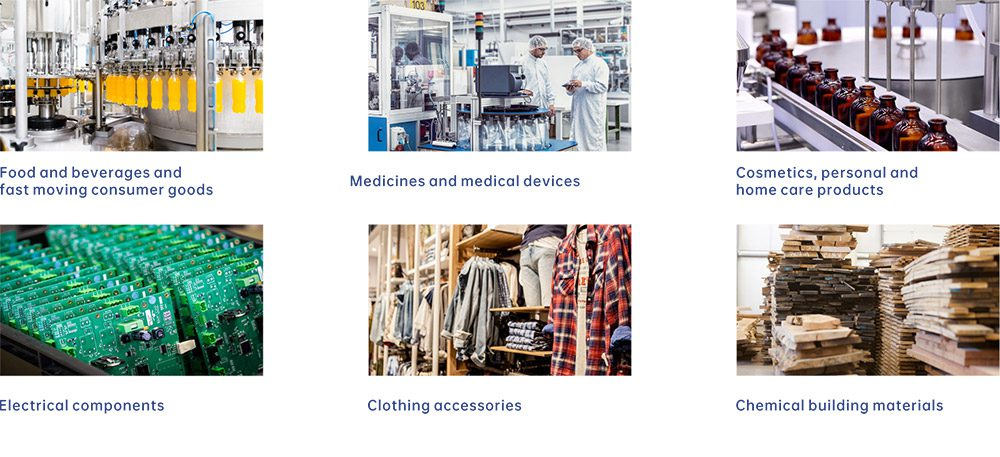 103
Food and beverages and
fast moving consumer goods
Medicines and medical devices
Cosmetics, personal and
home care products
Electrical components
Clothing accessories
Chemical building materials